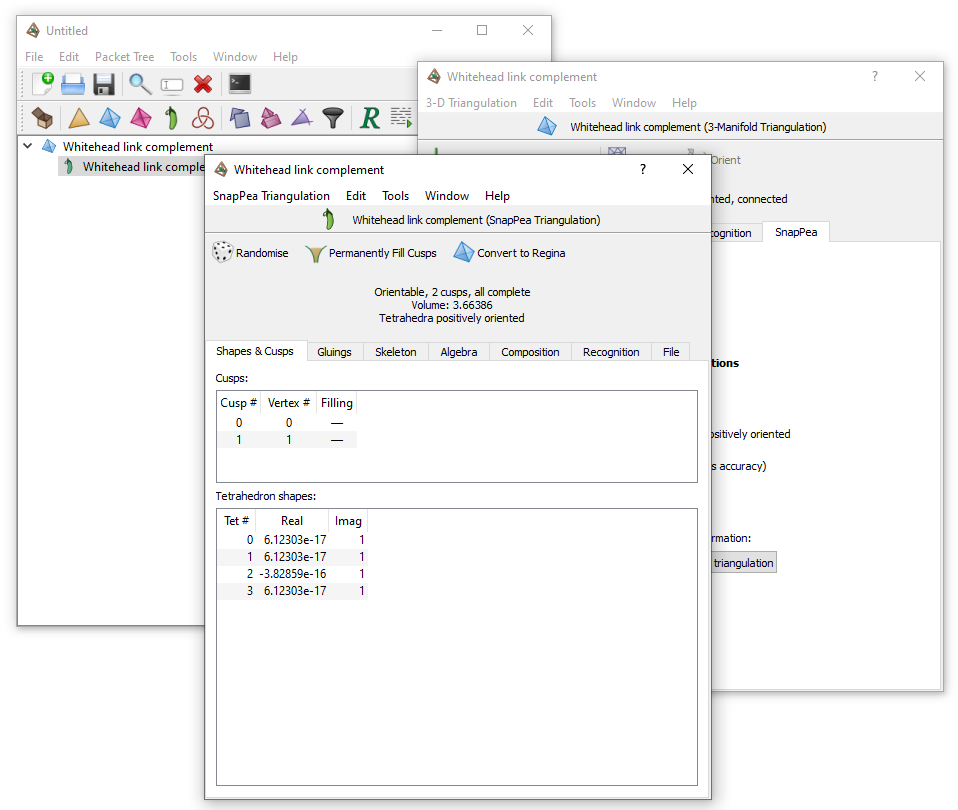 Untitled
File Edit Packet Tree Tools Window Help
Whitehead link complement
Whitehead link comple
Whitehead link complement
?
3-D Triangulation Edit Tools Window Help
Whitehead link complement (3-Manifold Triangulation)
Orient
nted, connected
ognition SnapPea
tions
ositively oriented
s accuracy)
rmation:
triangulation
Whitehead link complement
?
SnapPea Triangulation Edit Tools Window Help
Whitehead link complement (SnapPea Triangulation)
Randomise Permanently Fill Cusps Convert to Regina
Orientable, 2 cusps, all complete
Volume: 3.66386
Tetrahedra positively oriented
Shapes & Cusps Gluings Skeleton Algebra Composition Recognition File
Cusps:
Cusp # Vertex # Filling
0 0 —
1 1 —
Tetrahedron shapes:
Tet # Real Imag
0 6.12303e-17 1
1 6.12303e-17 1
2 -3.82859e-16 1
3 6.12303e-17 1